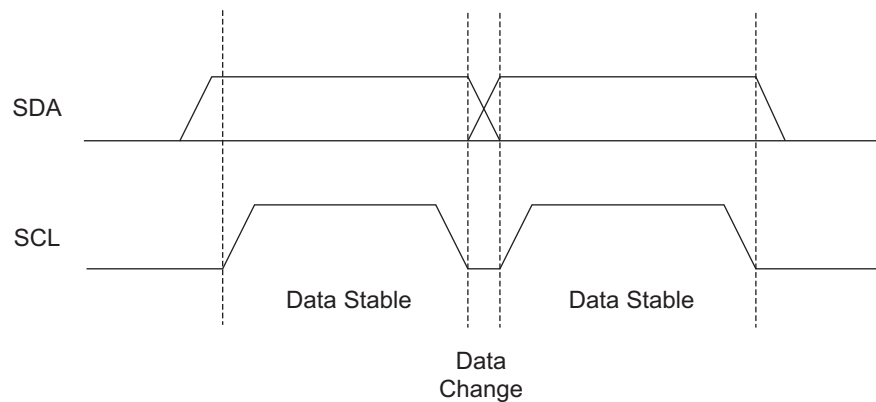 SDA
SCL
Data Stable
Data Stable
Data
Change